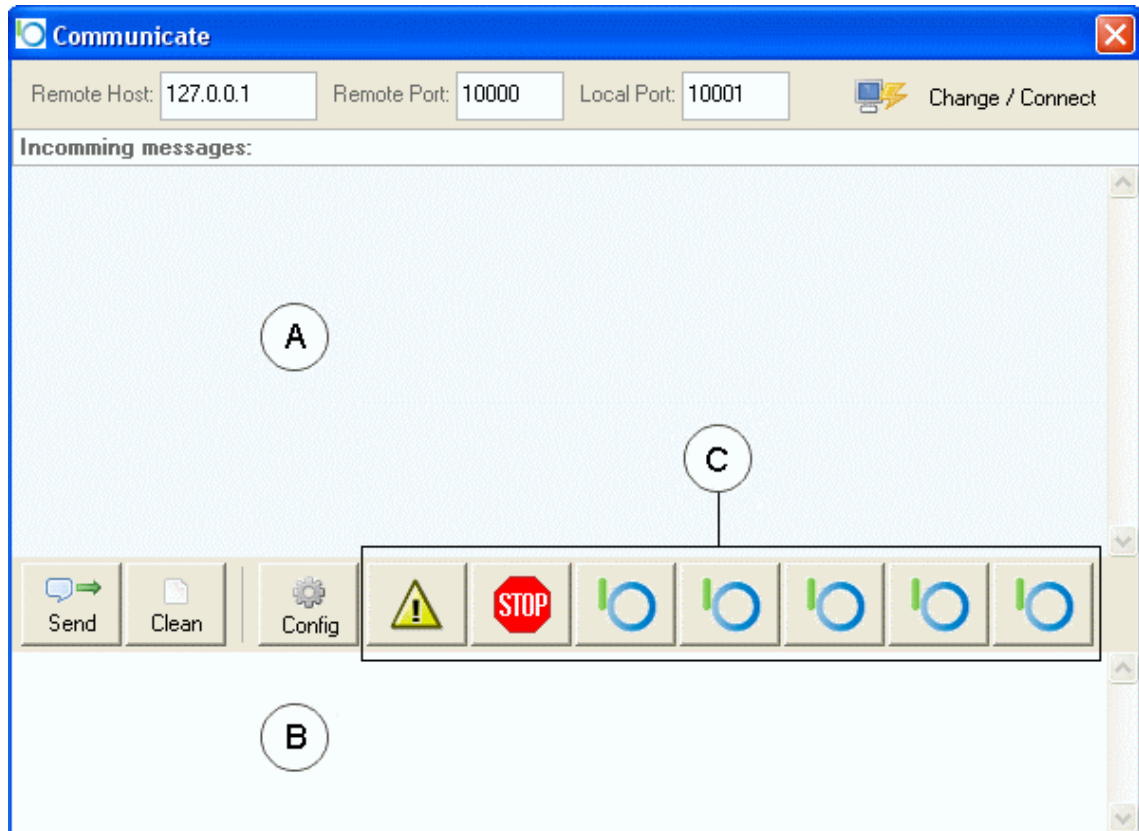 Communicate
Remote Host: 127.0.0.1 Remote Port: 10000 Local Port: 10001 Change / Connect
Incomming messages:
A
C
Send Clean Config STOP
B